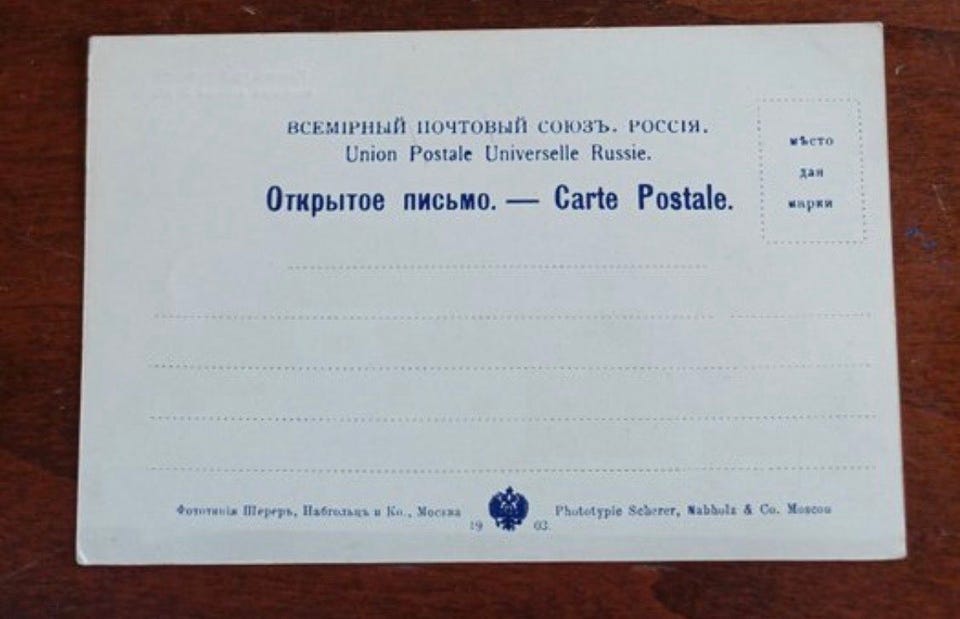 ВСЕМІРНЫЙ ПОЧТОВЫЙ СОЮЗЪ. РОССІЯ.
Union Postale Universelle Russie.
Открытое письмо. — Carte Postale.
мѣсто
для
марки
Фототипія Шереръ, Набгольцъ и Ко., Москва
19 03.
Phototypie Scherer, Nabholz & Co. Moscou